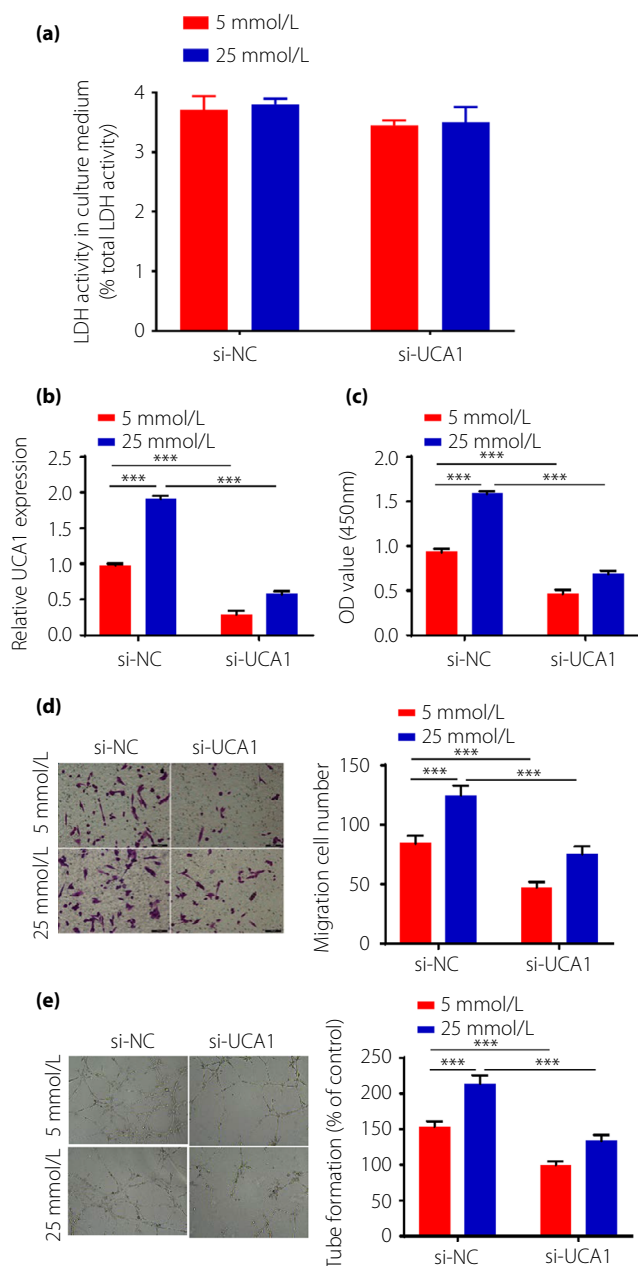 (a)
5 mmol/L
25 mmol/L
LDH activity in culture medium
(% total LDH activity)
4
3
2
1
0
si-NC
si-UCA1
(b)
5 mmol/L
25 mmol/L
***
***
***
Relative UCA1 expression
2.5
2.0
1.5
1.0
0.5
0.0
si-NC
si-UCA1
(c)
5 mmol/L
25 mmol/L
***
***
***
OD value (450nm)
2.0
1.5
1.0
0.5
0.0
si-NC
si-UCA1
(d)
si-NC
si-UCA1
5 mmol/L
25 mmol/L
5 mmol/L
25 mmol/L
***
***
***
Migration cell number
150
100
50
0
si-NC
si-UCA1
(e)
si-NC
si-UCA1
5 mmol/L
25 mmol/L
5 mmol/L
25 mmol/L
***
***
***
Tube formation (% of control)
250
200
150
100
50
0
si-NC
si-UCA1